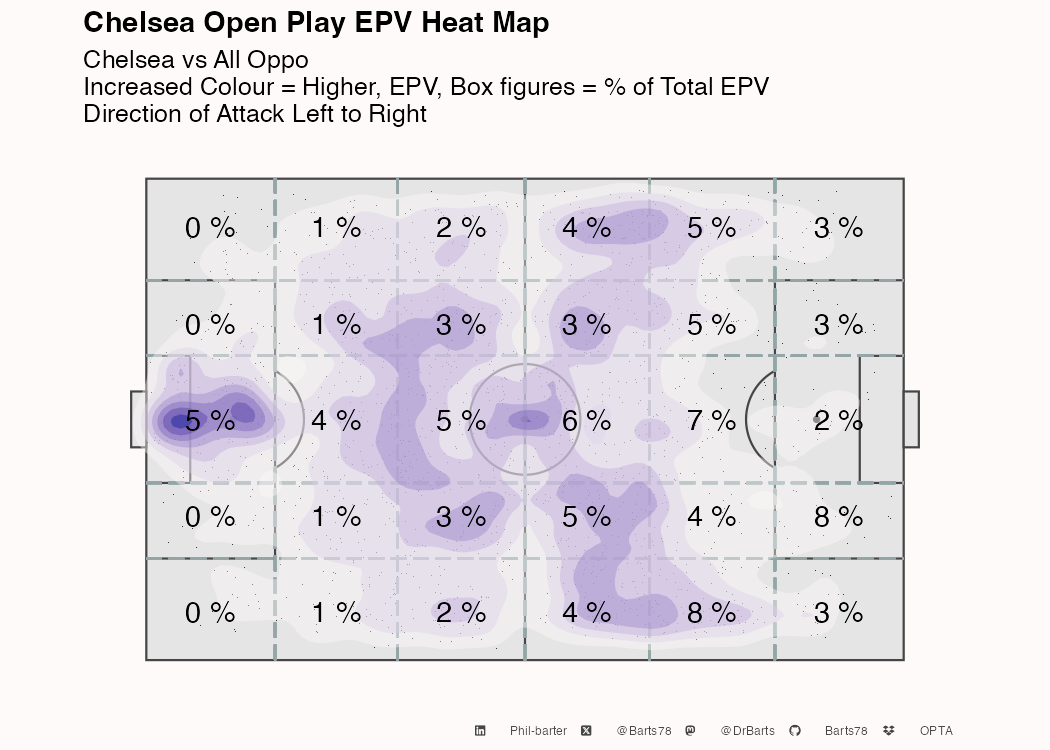 Chelsea Open Play EPV Heat Map
Chelsea vs All Oppo
Increased Colour = Higher, EPV, Box figures = % of Total EPV
Direction of Attack Left to Right
0 % 1 % 2 % 4 % 5 % 3 %
0 % 1 % 3 % 3 % 5 % 3 %
5 % 4 % 5 % 6 % 7 % 2 %
0 % 1 % 3 % 5 % 4 % 8 %
0 % 1 % 2 % 4 % 8 % 3 %
Phil-barter @Barts78 @DrBarts Barts78 OPTA